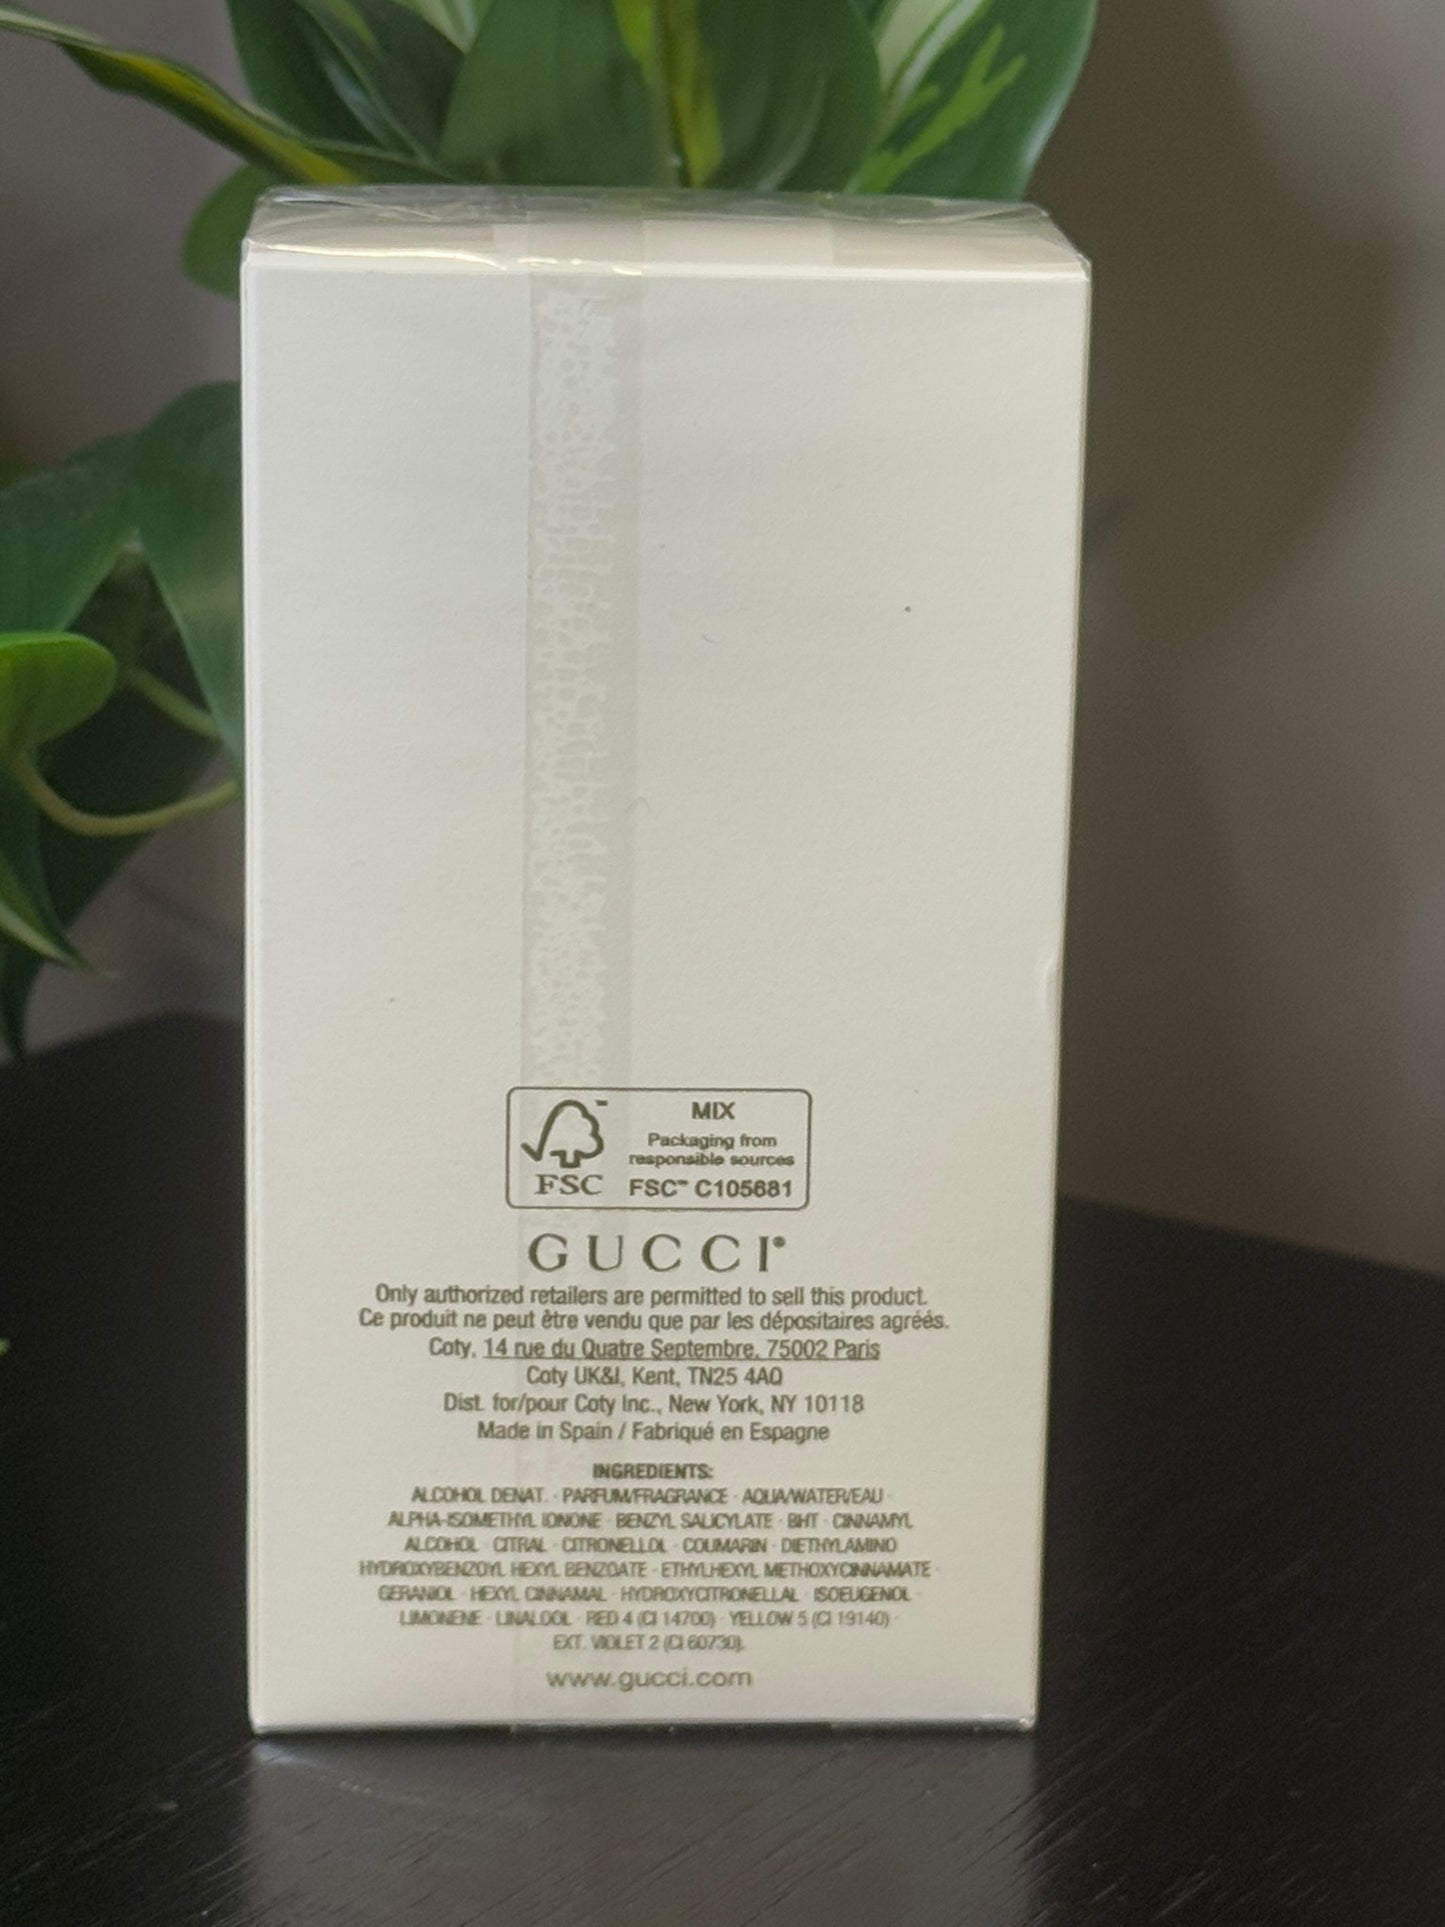 MIX
Packaging from
responsible sources
FSC™ C105681
™
FSC
GUCCI®
Only authorized retailers are permitted to sell this product.
Ce produit ne peut être vendu que par les dépositaires agréés.
Coty, 14 rue du Quatre Septembre, 75002 Paris
Coty UK&I, Kent, TN25 4AQ
Dist. for/pour Coty Inc., New York, NY 10118
Made in Spain / Fabriqué en Espagne
INGREDIENTS:
ALCOHOL DENAT. · PARFUM/FRAGRANCE · AQUA/WATER/EAU ·
ALPHA-ISOMETHYL IONONE · BENZYL SALICYLATE · BHT · CINNAMYL
ALCOHOL · CITRAL · CITRONELLOL · COUMARIN · DIETHYLAMINO
HYDROXYBENZOYL HEXYL BENZOATE · ETHYLHEXYL METHOXYCINNAMATE ·
GERANIOL · HEXYL CINNAMAL · HYDROXYCITRONELLAL · ISOEUGENOL ·
LIMONENE · LINALOOL · RED 4 (CI 14700) · YELLOW 5 (CI 19140) ·
EXT. VIOLET 2 (CI 60730).
www.gucci.com